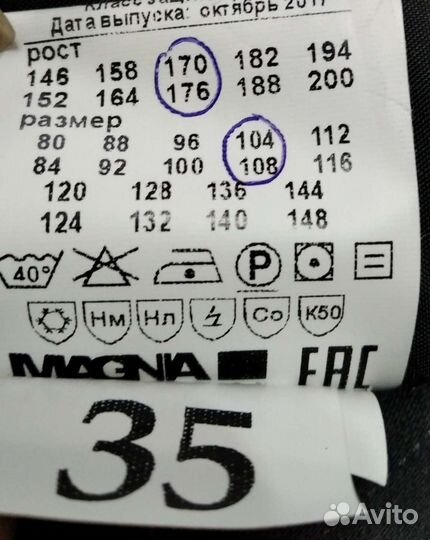 Дата выпуска: октябрь 2017
рост
146 158 170 182 194
152 164 176 188 200
размер
80 88 96 104 112
84 92 100 108 116
120 128 136 144
124 132 140 148
40° P
Нм Нл Со К50
MAGNIA EAC
35
Avito